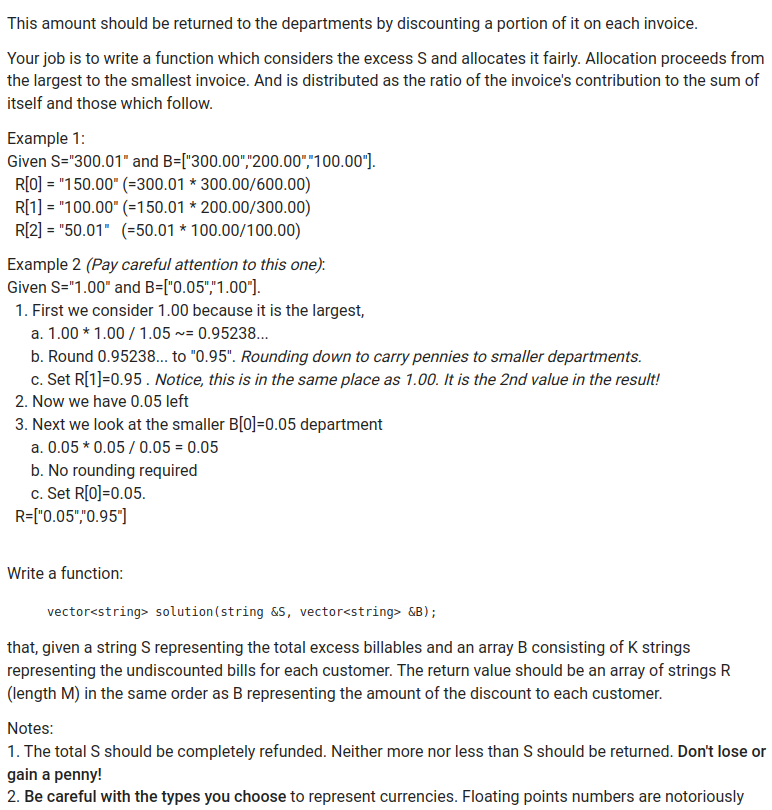 This amount should be returned to the departments by discounting a portion of it on each invoice.
Your job is to write a function which considers the excess S and allocates it fairly. Allocation proceeds from
the largest to the smallest invoice. And is distributed as the ratio of the invoice's contribution to the sum of
itself and those which follow.
Example 1:
Given S="300.01" and B=["300.00","200.00","100.00"].
R[0] = "150.00" (=300.01 * 300.00/600.00)
R[1] = "100.00" (=150.01 * 200.00/300.00)
R[2] = "50.01" (=50.01 * 100.00/100.00)
Example 2 (Pay careful attention to this one):
Given S="1.00" and B=["0.05","1.00"].
1. First we consider 1.00 because it is the largest,
a. 1.00 * 1.00 / 1.05 ~= 0.95238...
b. Round 0.95238... to "0.95". Rounding down to carry pennies to smaller departments.
c. Set R[1]=0.95 . Notice, this is in the same place as 1.00. It is the 2nd value in the result!
2. Now we have 0.05 left
3. Next we look at the smaller B[0]=0.05 department
a. 0.05 * 0.05 / 0.05 = 0.05
b. No rounding required
c. Set R[0]=0.05.
R=["0.05","0.95"]
Write a function:
vector<string> solution(string &S, vector<string> &B);
that, given a string S representing the total excess billables and an array B consisting of K strings
representing the undiscounted bills for each customer. The return value should be an array of strings R
(length M) in the same order as B representing the amount of the discount to each customer.
Notes:
1. The total S should be completely refunded. Neither more nor less than S should be returned. Don't lose or
gain a penny!
2. Be careful with the types you choose to represent currencies. Floating points numbers are notoriously